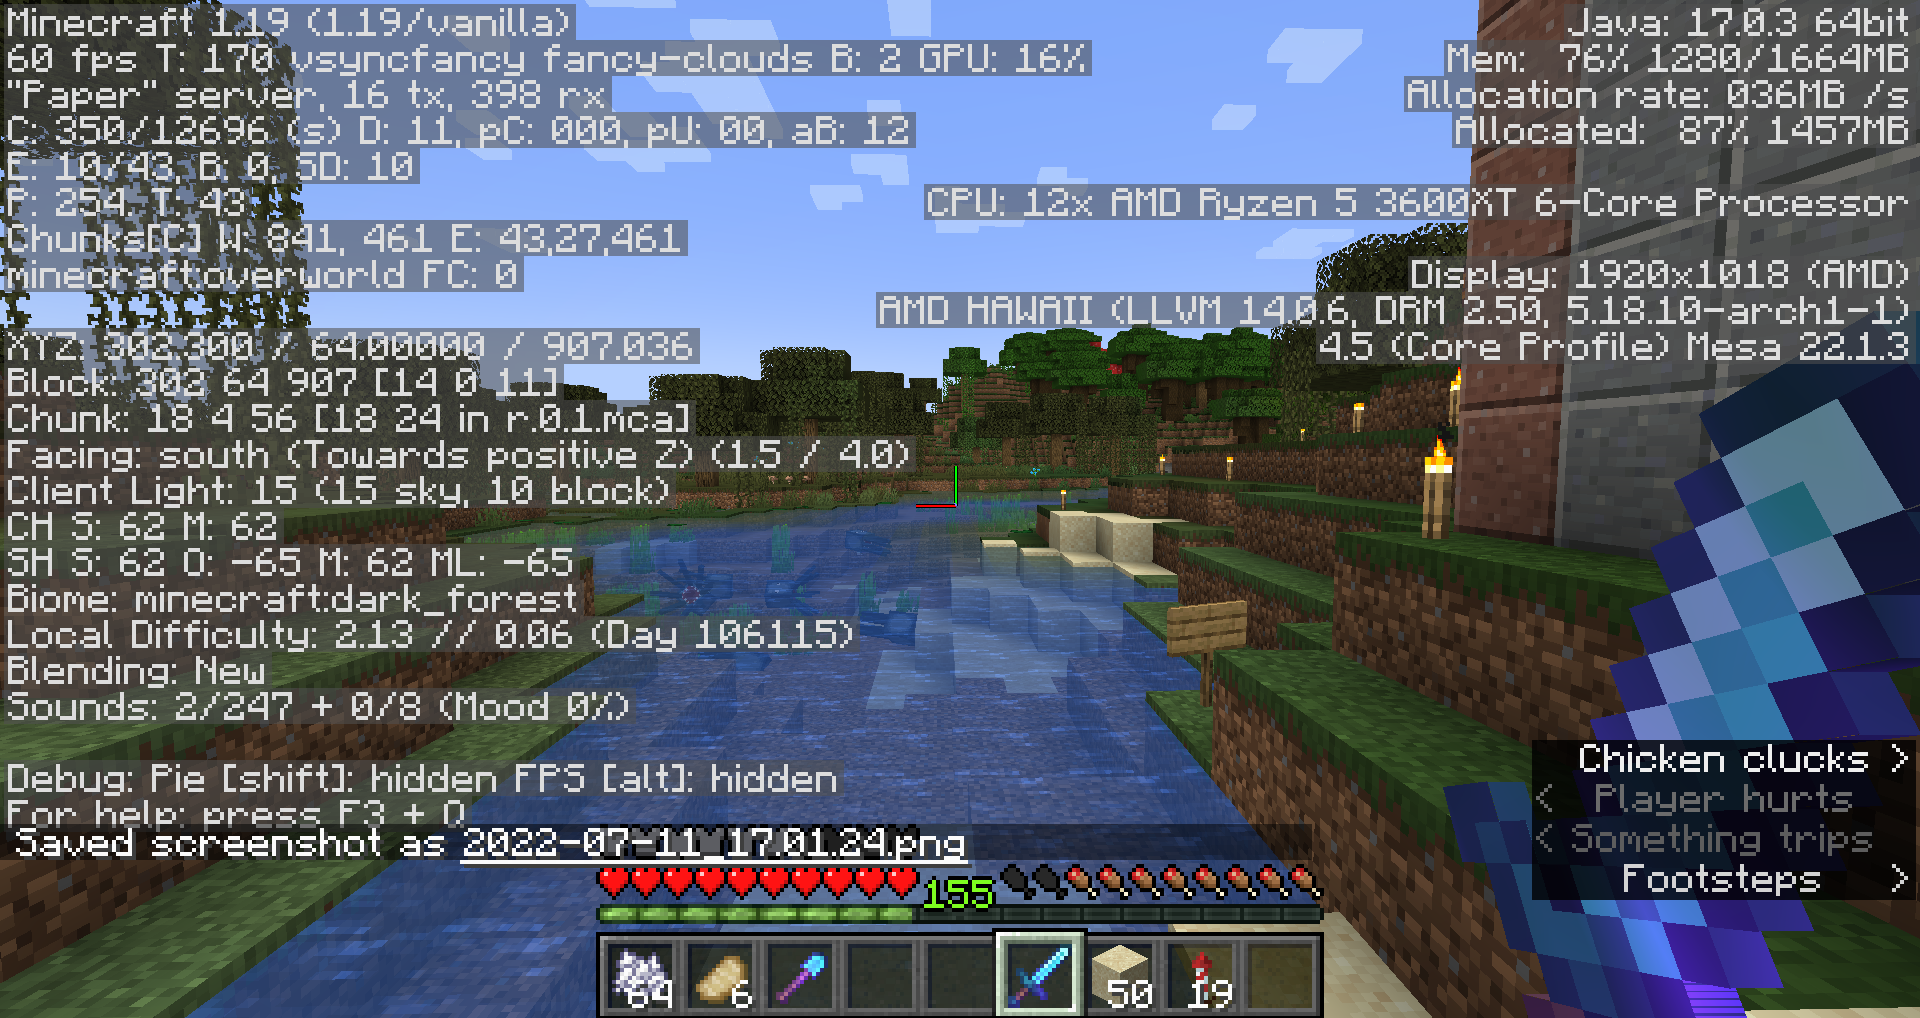 Minecraft 1.19 (1.19/vanilla)
60 fps T: 170 vsyncfancy fancy-clouds B: 2 GPU: 16%
"Paper" server, 16 tx, 398 rx
C: 350/12696 (s) D: 11, pC: 000, pU: 00, aB: 12
E: 10/43, B: 0, SD: 10
P: 254. T: 43
Chunks[C] W: 841, 461 E: 43,27,461
minecraft:overworld FC: 0
XYZ: 302.300 / 64.00000 / 907.036
Block: 302 64 907 [14 0 11]
Chunk: 18 4 56 [18 24 in r.0.1.mca]
Facing: south (Towards positive Z) (1.5 / 4.0)
Client Light: 15 (15 sky, 10 block)
CH S: 62 M: 62
SH S: 62 O: -65 M: 62 ML: -65
Biome: minecraft:dark_forest
Local Difficulty: 2.13 // 0.06 (Day 106115)
Blending: New
Sounds: 2/247 + 0/8 (Mood 0%)
Debug: Pie [shift]: hidden FPS [alt]: hidden
For help: press F3 + Q
Saved screenshot as 2022-07-11_17.01.24.png
Java: 17.0.3 64bit
Mem: 76% 1280/1664MB
Allocation rate: 036MB /s
Allocated: 87% 1457MB
CPU: 12x AMD Ryzen 5 3600XT 6-Core Processor
Display: 1920x1018 (AMD)
AMD HAWAII (LLVM 14.0.6, DRM 2.50, 5.18.10-arch1-1)
4.5 (Core Profile) Mesa 22.1.3
Chicken clucks >
< Player hurts
< Something trips
Footsteps >
155
64
6
50
19